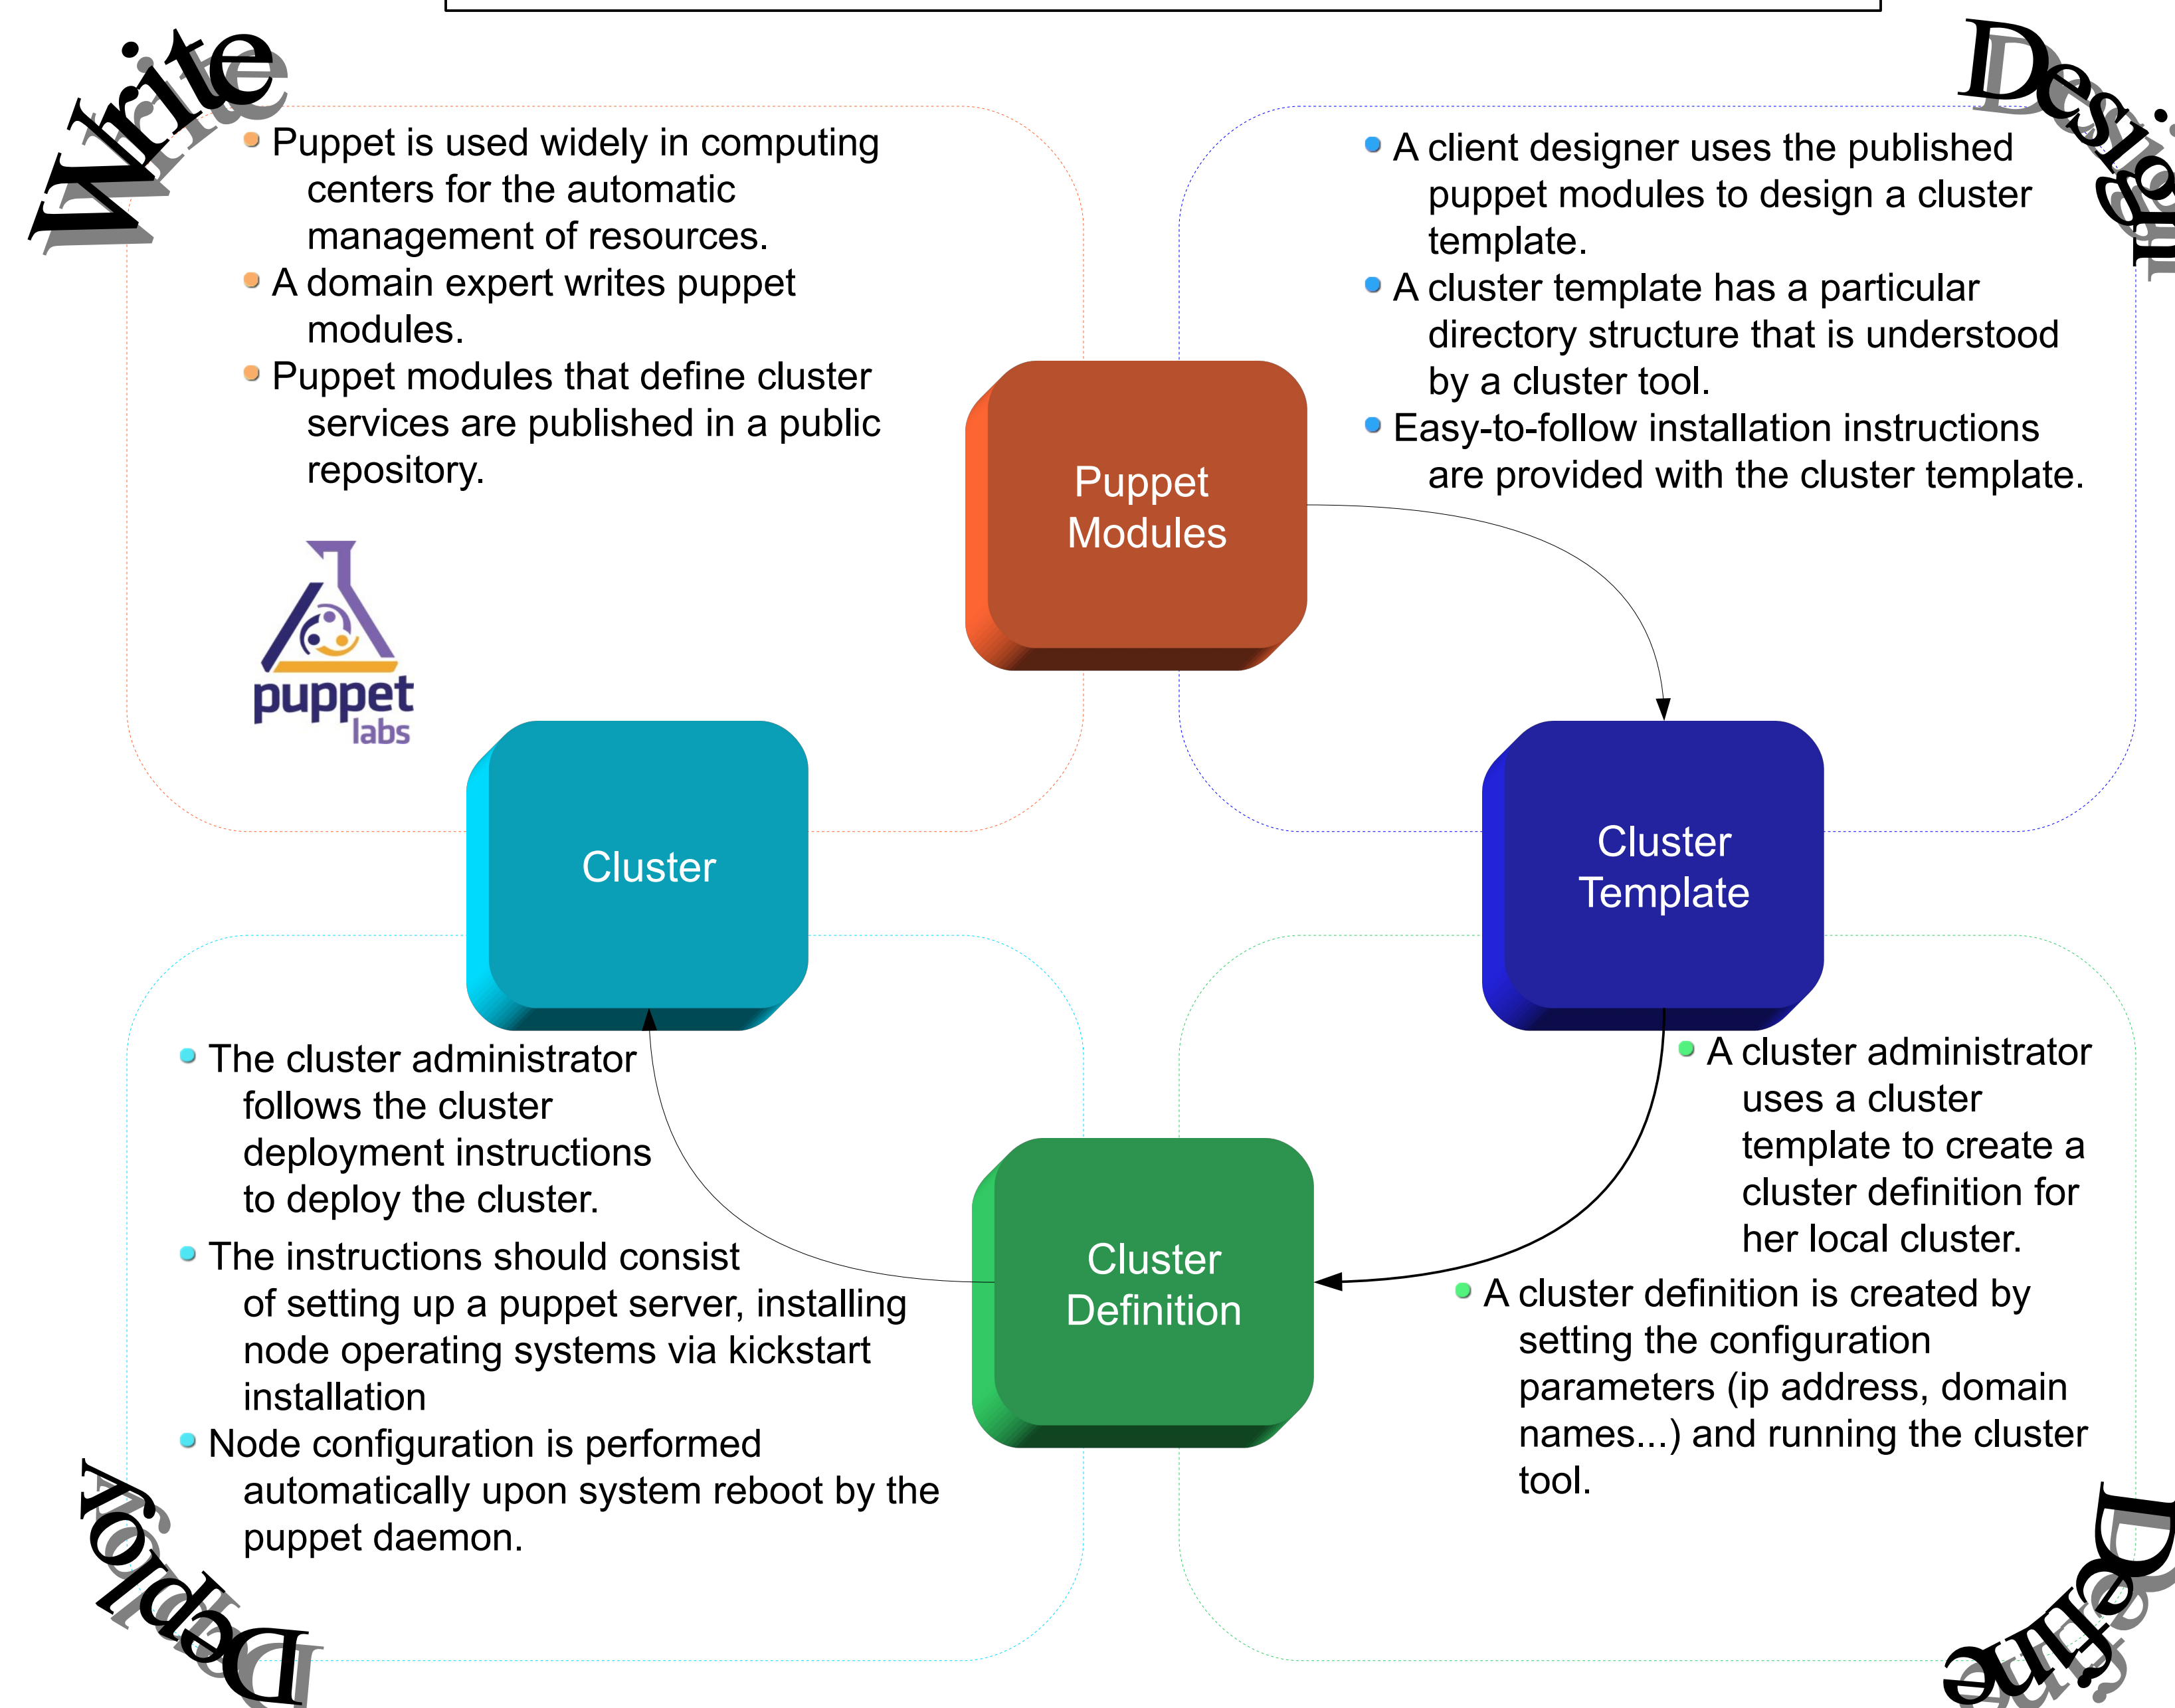 Write
Puppet is used widely in computing
centers for the automatic
management of resources.
A domain expert writes puppet
modules.
Puppet modules that define cluster
services are published in a public
repository.
puppet
labs
Design
A client designer uses the published
puppet modules to design a cluster
template.
A cluster template has a particular
directory structure that is understood
by a cluster tool.
Easy-to-follow installation instructions
are provided with the cluster template.
Puppet
Modules
Cluster
Cluster
Template
The cluster administrator
follows the cluster
deployment instructions
to deploy the cluster.
The instructions should consist
of setting up a puppet server, installing
node operating systems via kickstart
installation
Node configuration is performed
automatically upon system reboot by the
puppet daemon.
Deploy
Cluster
Definition
A cluster administrator
uses a cluster
template to create a
cluster definition for
her local cluster.
A cluster definition is created by
setting the configuration
parameters (ip address, domain
names...) and running the cluster
tool.
Define